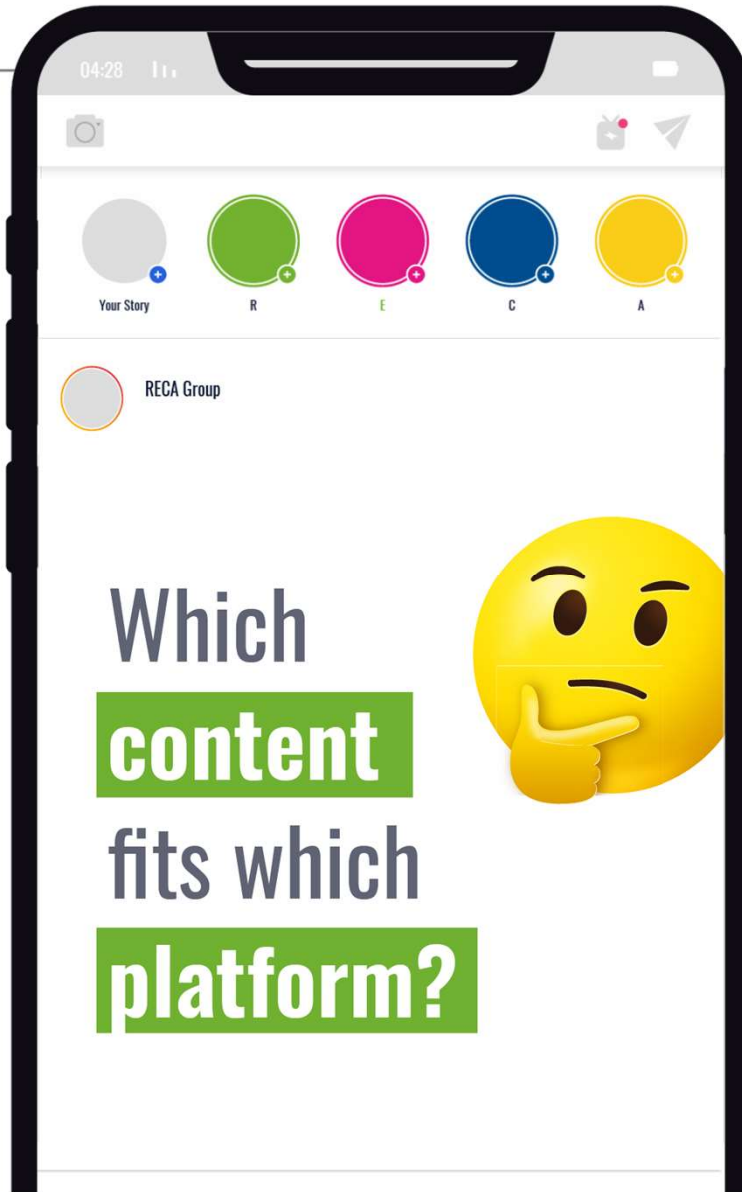 04:28
Your Story
R
E
C
A
RECA Group
Which
content
fits which
platform?